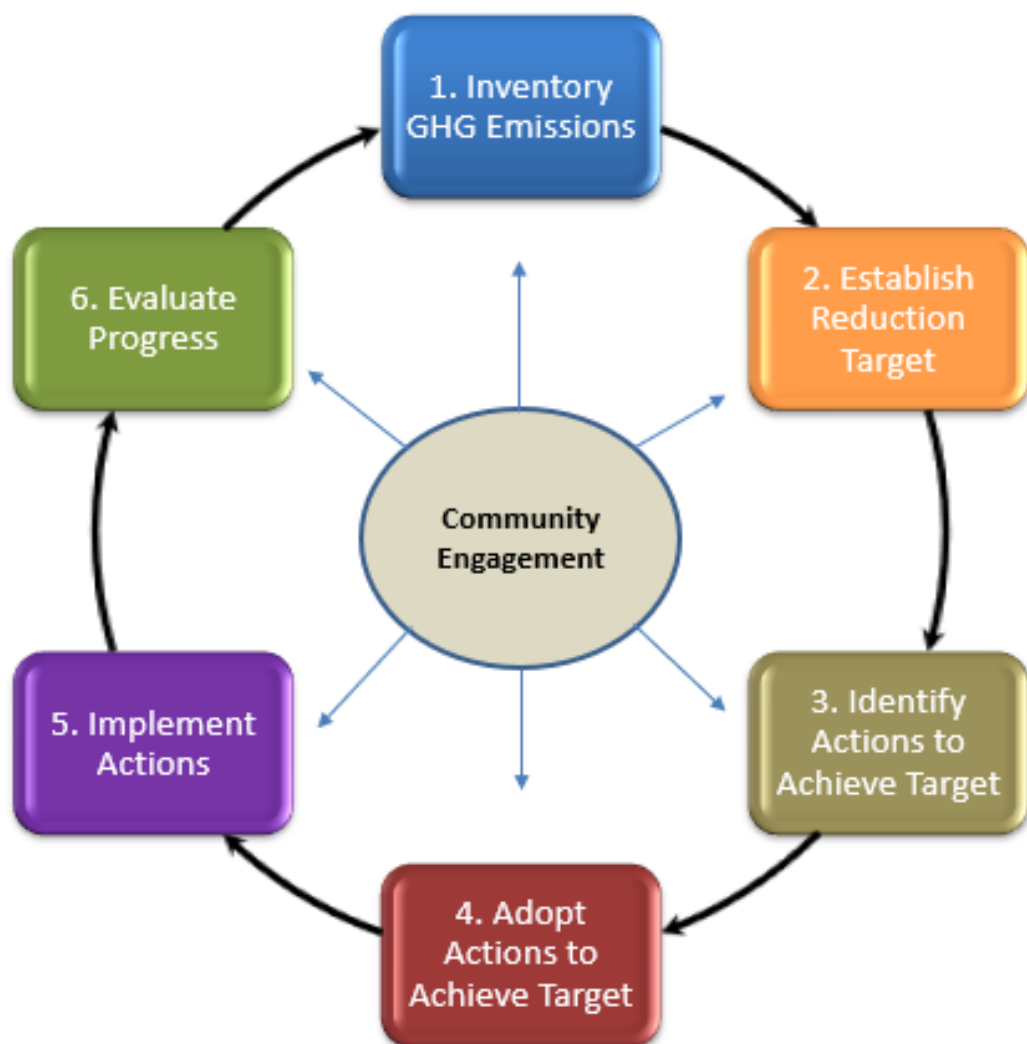 1. Inventory
GHG Emissions
2. Establish
Reduction
Target
3. Identify
Actions to
Achieve Target
4. Adopt
Actions to
Achieve Target
5. Implement
Actions
6. Evaluate
Progress
Community
Engagement